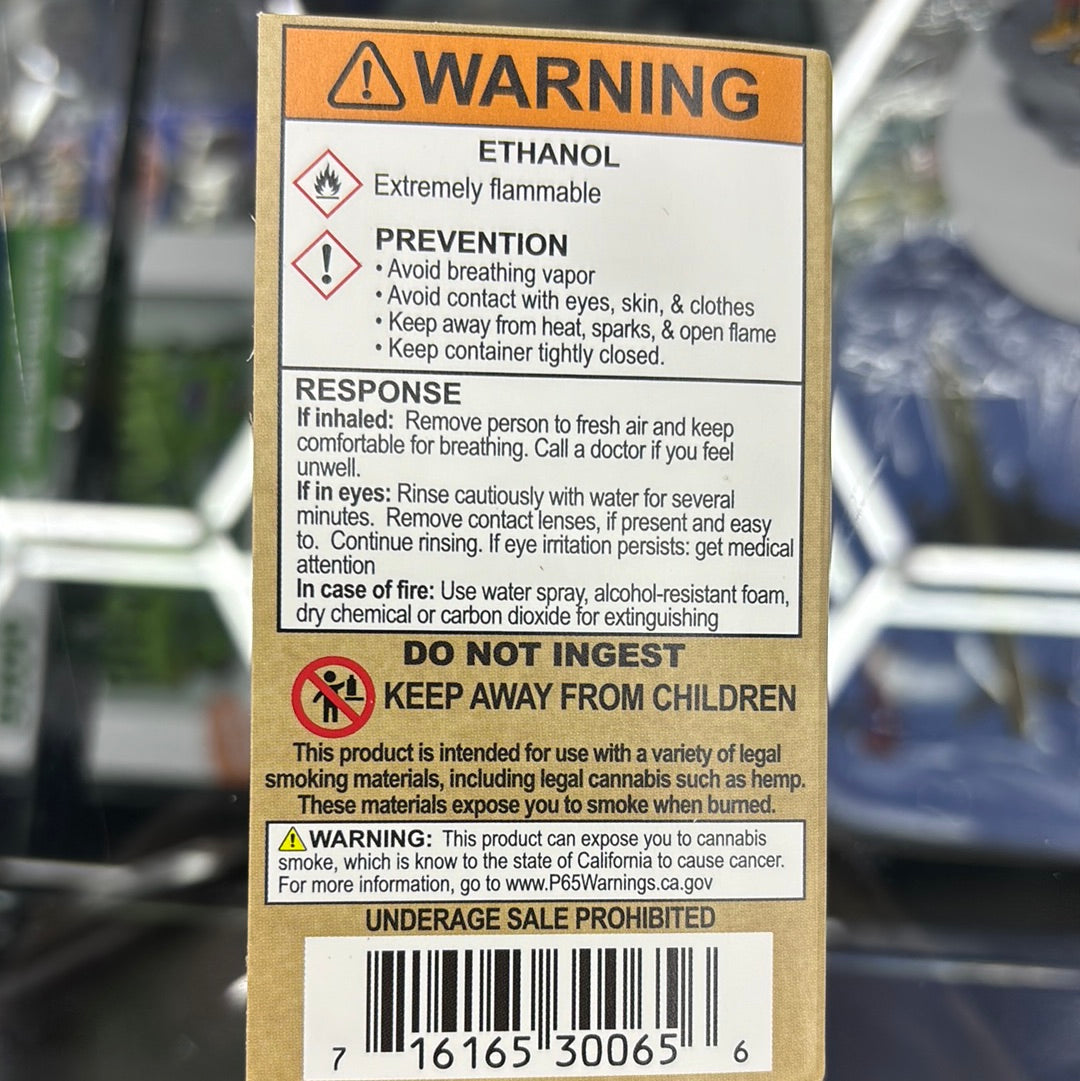 WARNING
ETHANOL
Extremely flammable
PREVENTION
• Avoid breathing vapor
• Avoid contact with eyes, skin, & clothes
• Keep away from heat, sparks, & open flame
• Keep container tightly closed.
RESPONSE
If inhaled: Remove person to fresh air and keep
comfortable for breathing. Call a doctor if you feel
unwell.
If in eyes: Rinse cautiously with water for several
minutes. Remove contact lenses, if present and easy
to. Continue rinsing. If eye irritation persists: get medical
attention
In case of fire: Use water spray, alcohol-resistant foam,
dry chemical or carbon dioxide for extinguishing
DO NOT INGEST
KEEP AWAY FROM CHILDREN
This product is intended for use with a variety of legal
smoking materials, including legal cannabis such as hemp.
These materials expose you to smoke when burned.
WARNING: This product can expose you to cannabis
smoke, which is know to the state of California to cause cancer.
For more information, go to www.P65Warnings.ca.gov
UNDERAGE SALE PROHIBITED
7 16165 30065 6